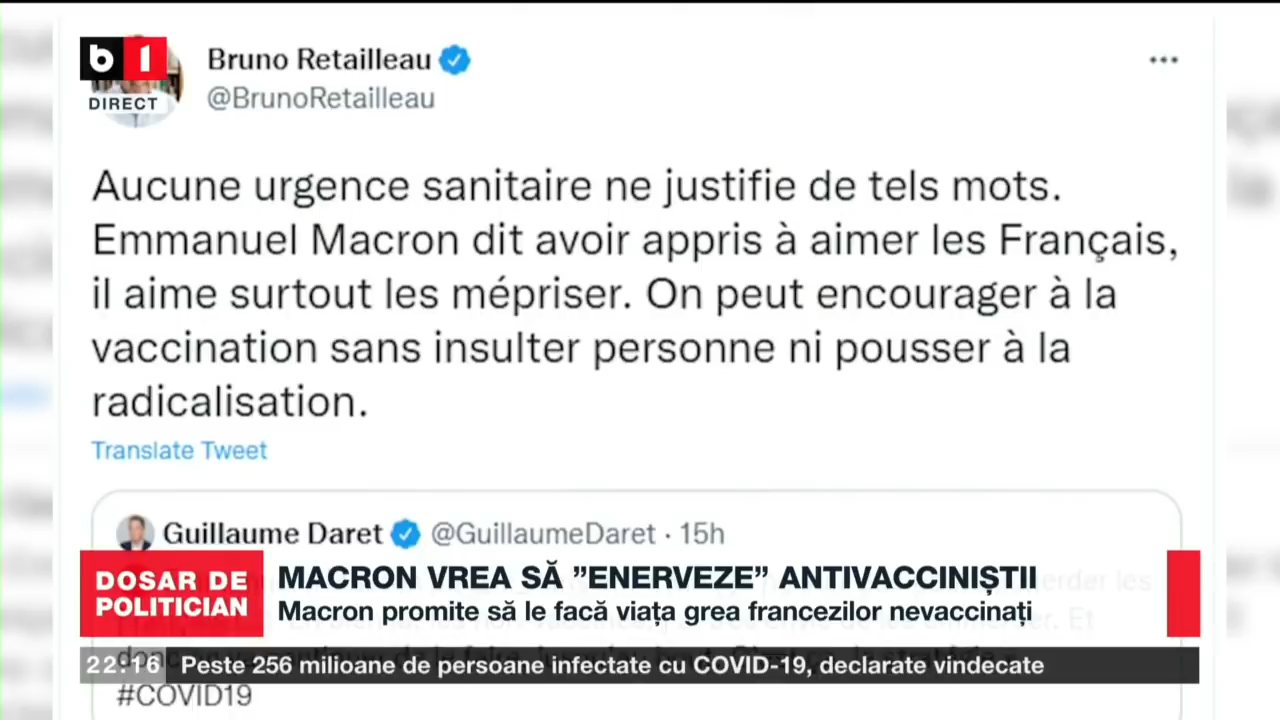 b1
DIRECT
Bruno Retailleau
@BrunoRetailleau
Aucune urgence sanitaire ne justifie de tels mots.
Emmanuel Macron dit avoir appris à aimer les Français,
il aime surtout les mépriser. On peut encourager à la
vaccination sans insulter personne ni pousser à la
radicalisation.
Translate Tweet
Guillaume Daret @GuillaumeDaret · 15h
DOSAR DE
POLITICIAN
MACRON VREA SĂ ”ENERVEZE” ANTIVACCINIȘTII
Macron promite să le facă viața grea francezilor nevaccinați
22:16 Peste 256 milioane de persoane infectate cu COVID-19, declarate vindecate
#COVID19